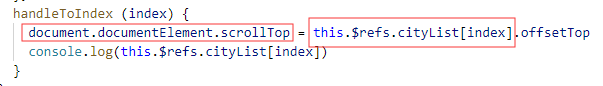 handleToIndex (index) {
document.documentElement.scrollTop = this.$refs.cityList[index].offsetTop
console.log(this.$refs.cityList[index])
}